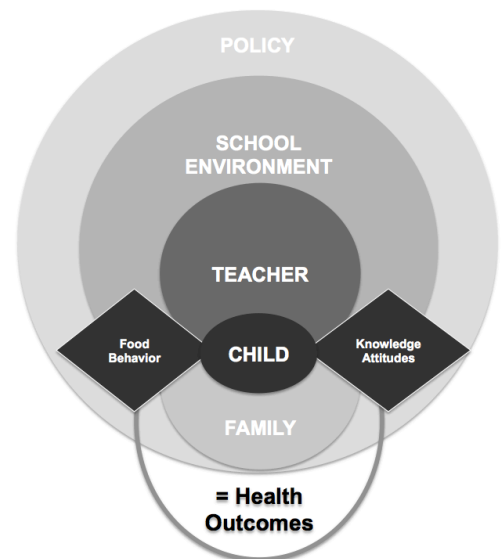 POLICY
SCHOOL
ENVIRONMENT
TEACHER
Food
Behavior
CHILD
Knowledge
Attitudes
FAMILY
= Health
Outcomes